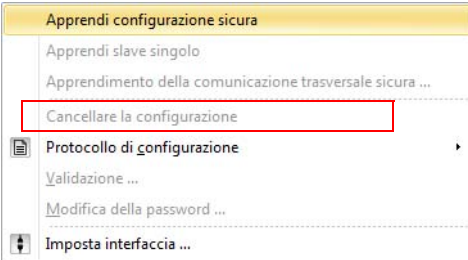 Apprendi configurazione sicura
Apprendi slave singolo
Apprendimento della comunicazione trasversale sicura ...
Cancellare la configurazione
Protocollo di configurazione
Validazione ...
Modifica della password ...
Imposta interfaccia ...